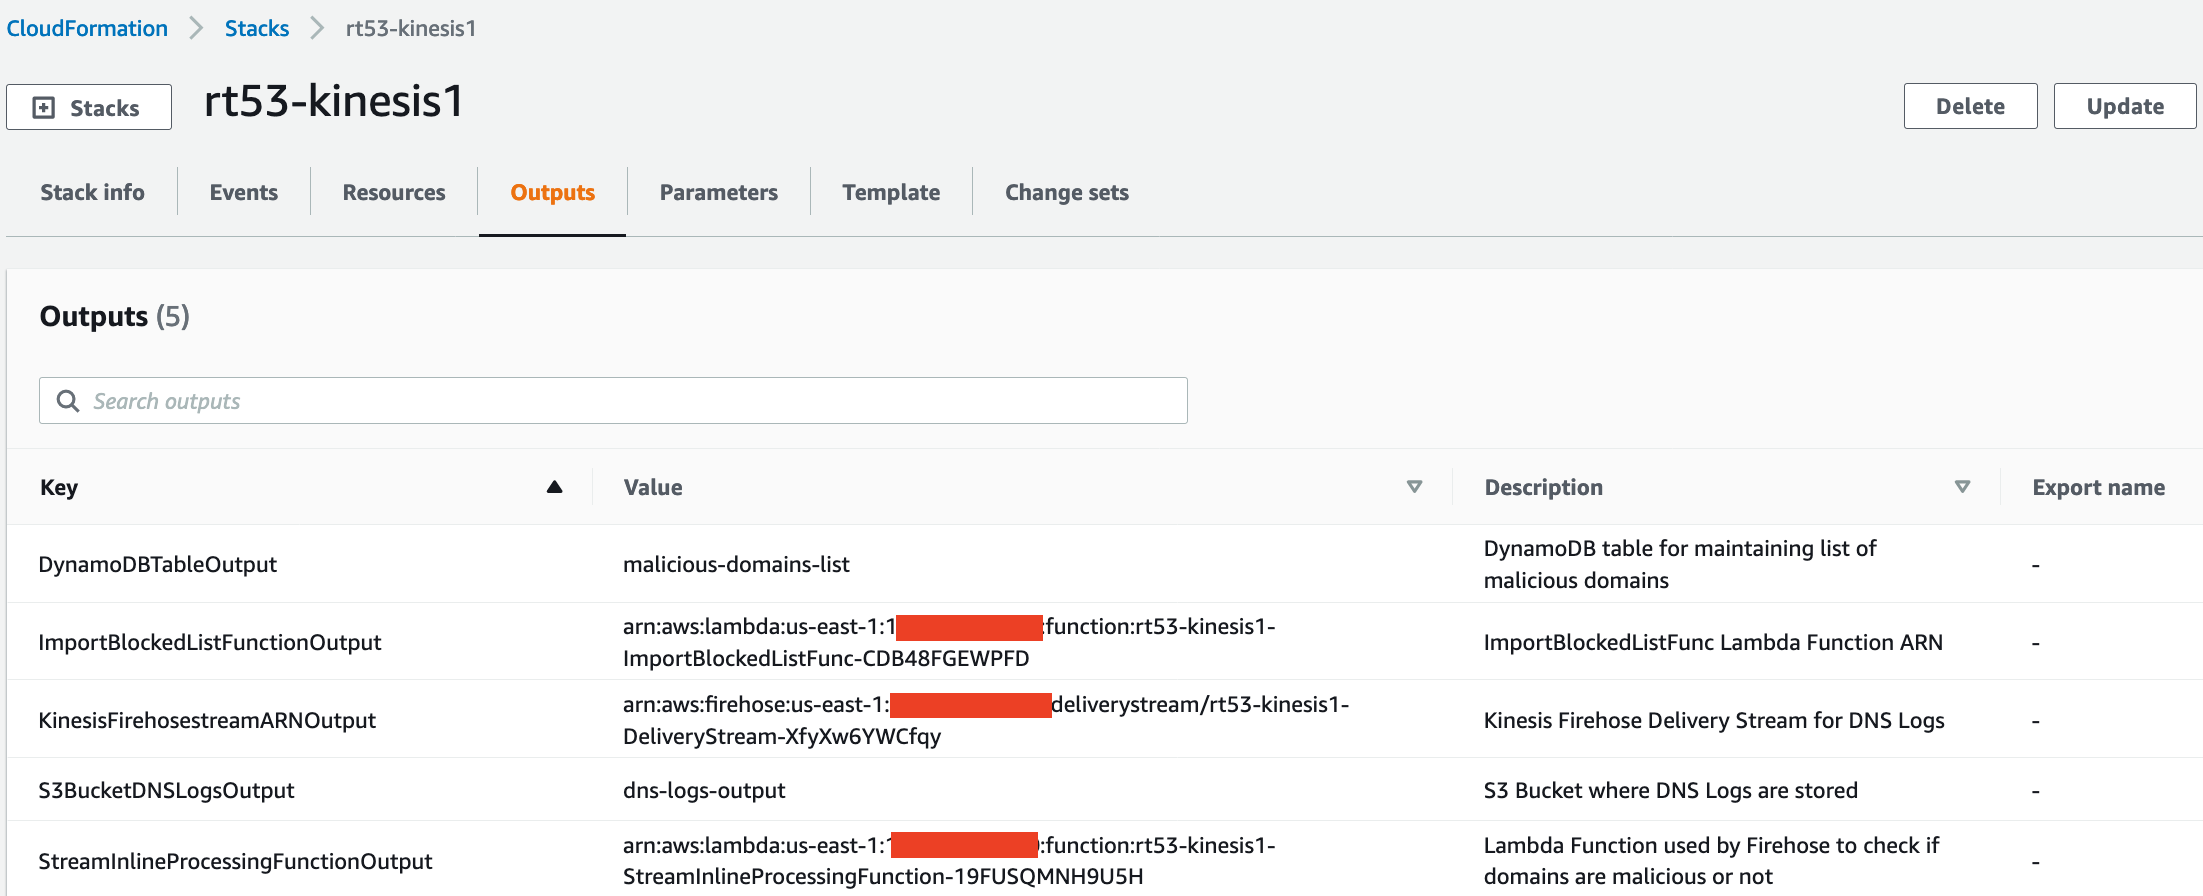 CloudFormation > Stacks > rt53-kinesis1
Stacks
rt53-kinesis1
Delete
Update
Stack info
Events
Resources
Outputs
Parameters
Template
Change sets
Outputs (5)
Search outputs
Key
Value
Description
Export name
DynamoDBTableOutput
malicious-domains-list
DynamoDB table for maintaining list of
malicious domains
-
ImportBlockedListFunctionOutput
arn:aws:lambda:us-east-1:1 :function:rt53-kinesis1-
ImportBlockedListFunc-CDB48FGEWPFD
ImportBlockedListFunc Lambda Function ARN
-
KinesisFirehosestreamARNOutput
arn:aws:firehose:us-east-1: deliverystream/rt53-kinesis1-
DeliveryStream-XfyXw6YWCfqy
Kinesis Firehose Delivery Stream for DNS Logs
-
S3BucketDNSLogsOutput
dns-logs-output
S3 Bucket where DNS Logs are stored
-
StreamInlineProcessingFunctionOutput
arn:aws:lambda:us-east-1: :function:rt53-kinesis1-
StreamInlineProcessingFunction-19FUSQMNH9U5H
Lambda Function used by Firehose to check if
domains are malicious or not
-